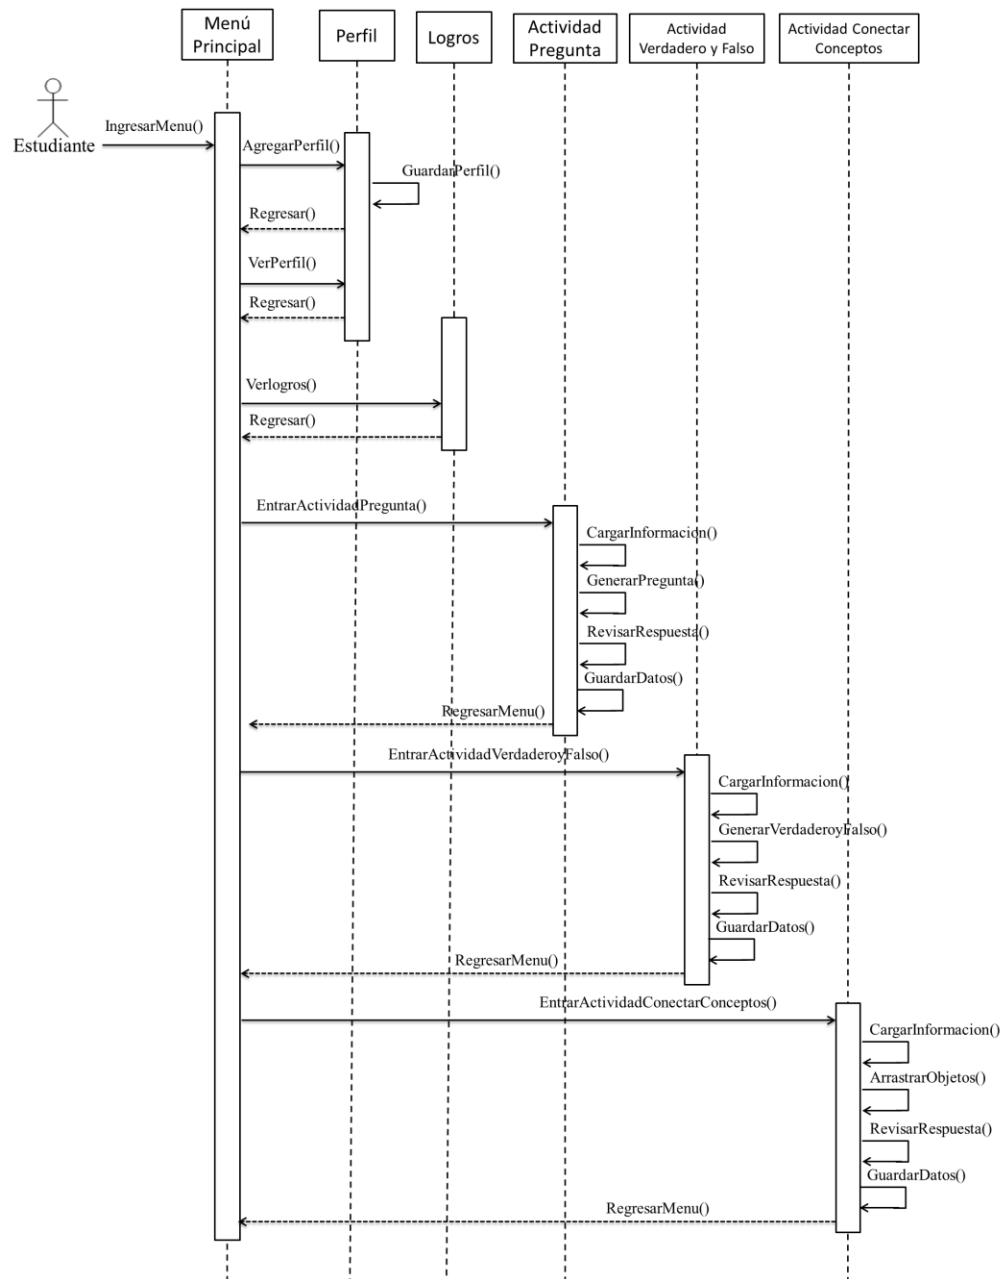 Menú
Principal
Perfil
Logros
Actividad
Pregunta
Actividad
Verdadero y Falso
Actividad Conectar
Conceptos
Estudiante
IngresarMenu()
AgregarPerfil()
GuardarPerfil()
Regresar()
VerPerfil()
Regresar()
Verlogros()
Regresar()
EntrarActividadPregunta()
CargarInformacion()
GenerarPregunta()
RevisarRespuesta()
GuardarDatos()
RegresarMenu()
EntrarActividadVerdaderoyFalso()
CargarInformacion()
GenerarVerdaderoyFalso()
RevisarRespuesta()
GuardarDatos()
RegresarMenu()
EntrarActividadConectarConceptos()
CargarInformacion()
ArrastrarObjetos()
RevisarRespuesta()
GuardarDatos()
RegresarMenu()